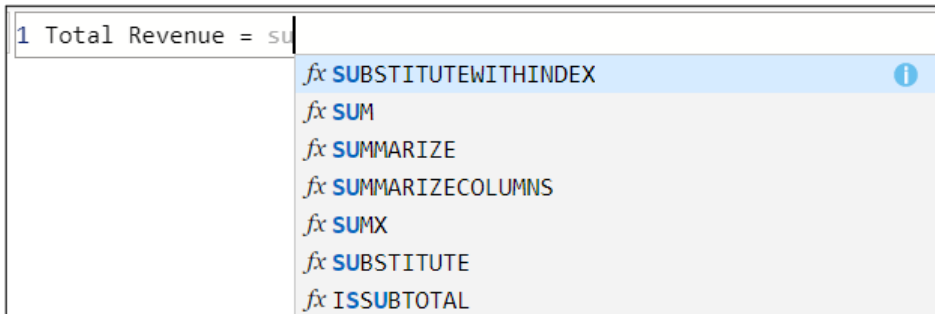 1 Total Revenue = su
fx SUBSTITUTEWITHINDEX
fx SUM
fx SUMMARIZE
fx SUMMARIZECOLUMNS
fx SUMX
fx SUBSTITUTE
fx ISSUBTOTAL